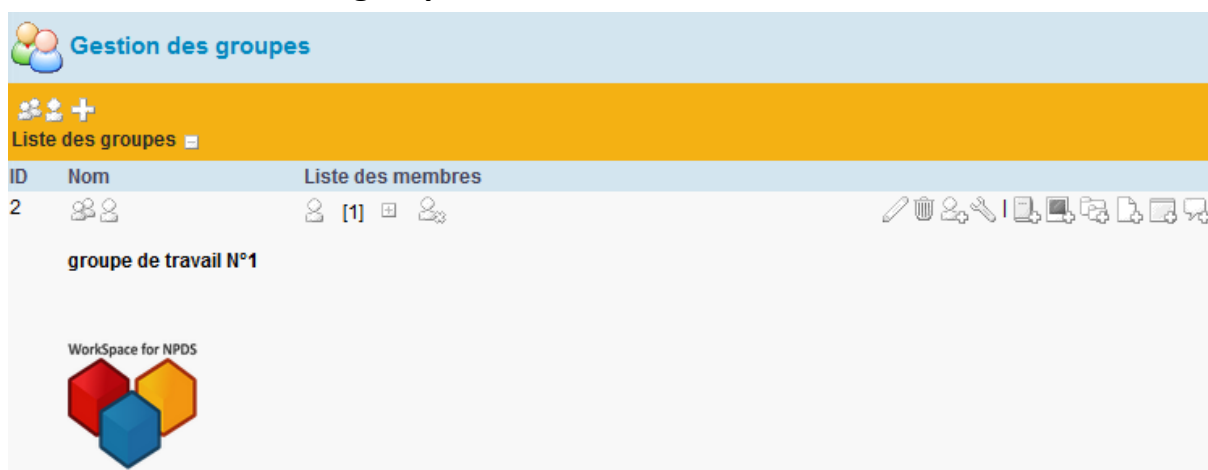 Gestion des groupes
Liste des groupes
ID Nom Liste des membres
2 [1]
groupe de travail N°1
WorkSpace for NPDS